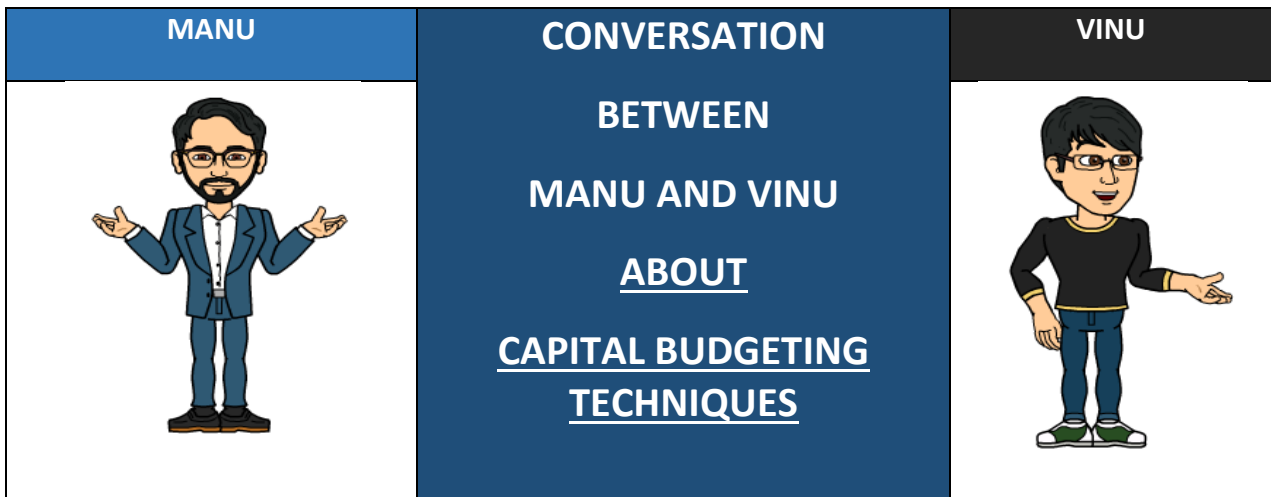 MANU
CONVERSATION
BETWEEN
MANU AND VINU
ABOUT
CAPITAL BUDGETING
TECHNIQUES
VINU